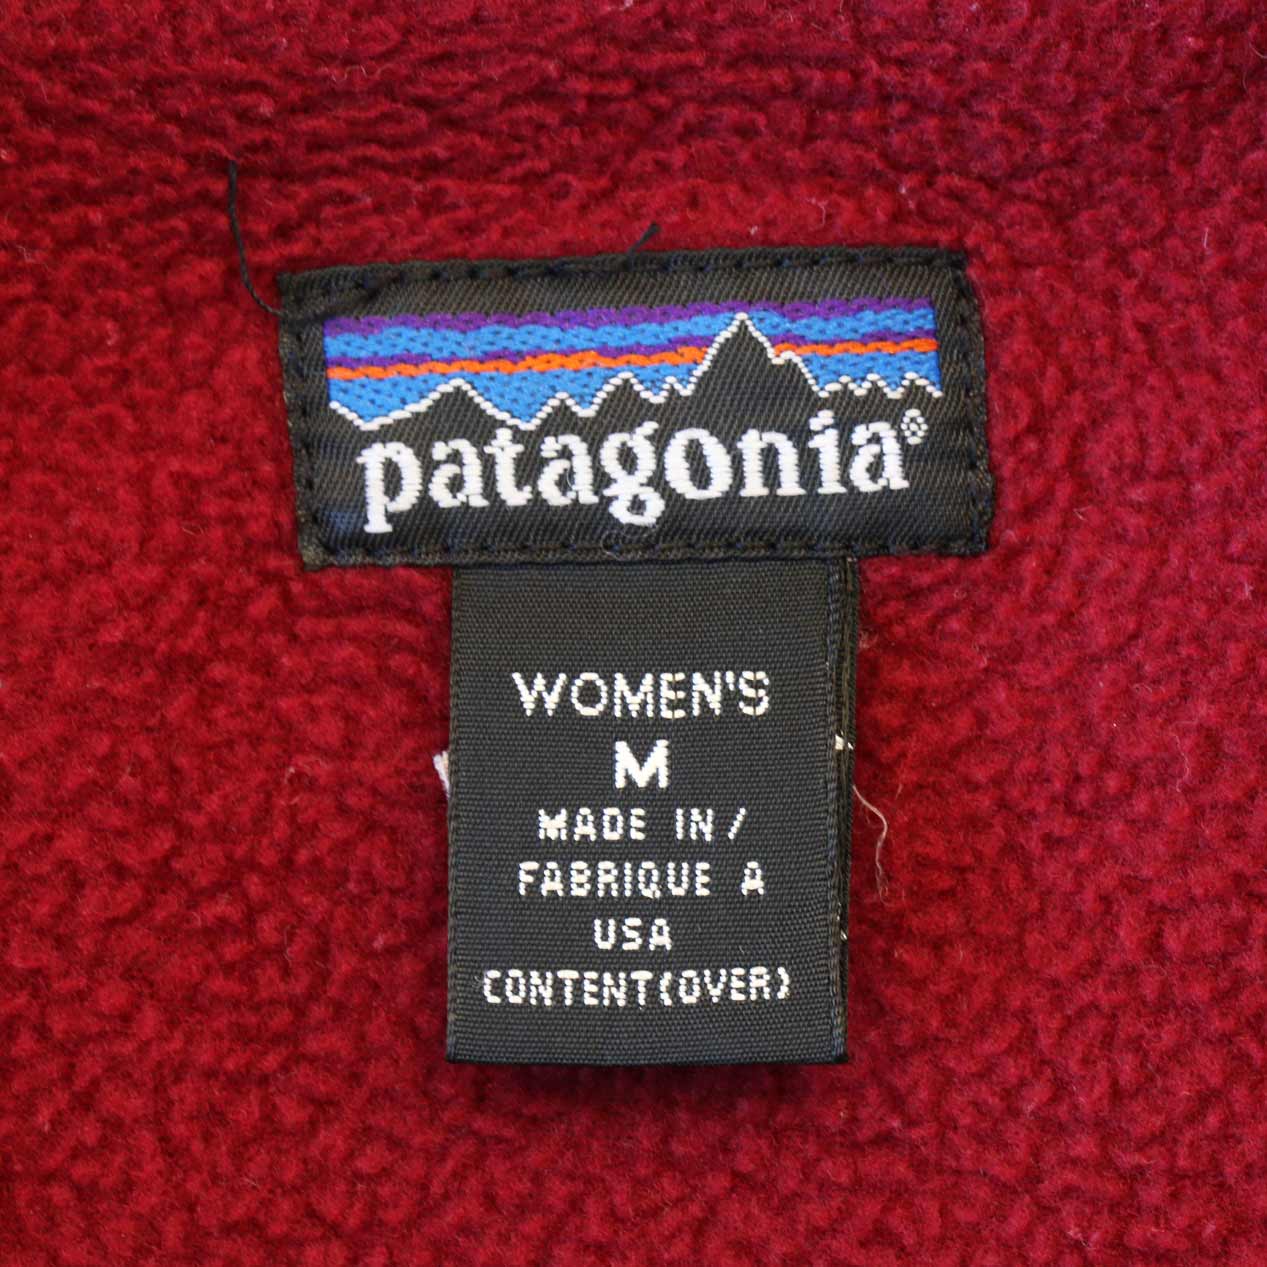 patagonia®
WOMEN'S
M
MADE IN /
FABRIQUE A
USA
CONTENT(OVER)